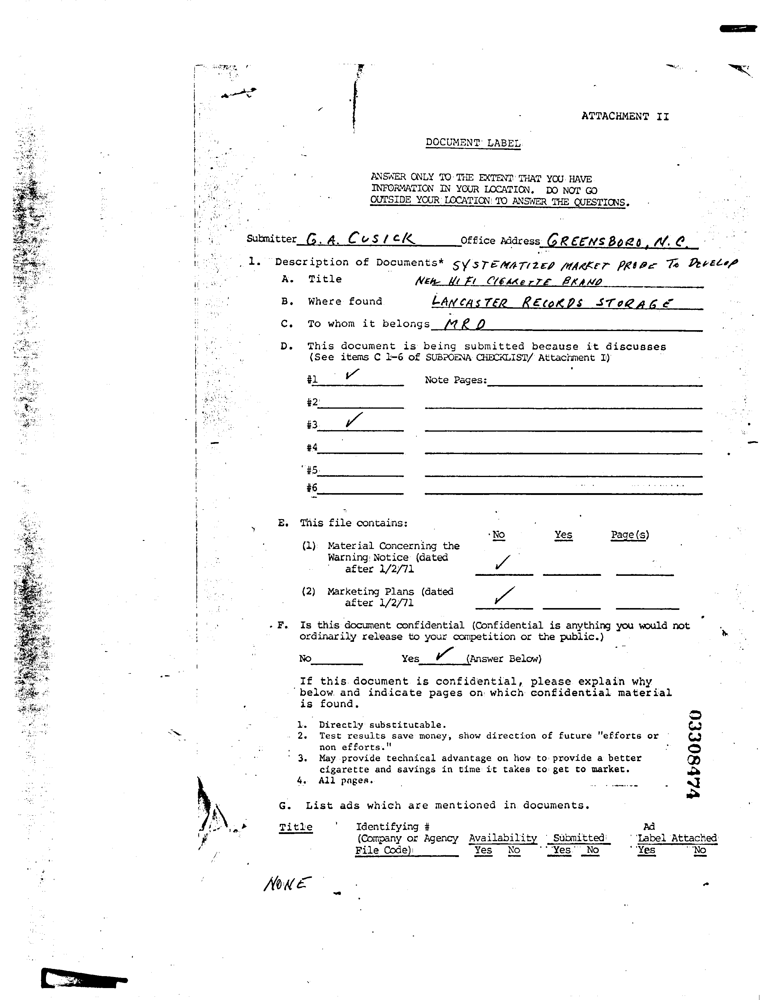 ATTACHMENT II
DOCUMENT LABEL
ANSWER ONLY TO THE EXTENT THAT YOU HAVE
INFORMATION IN YOUR LOCATION. DO NOT GO
OUTSIDE YOUR LOCATION TO ANSWER THE QUESTIONS.
Submitter G. A. CUSICK Office Address GREENSBORO, N. C.
1. Description of Documents* SYSTEMATIZED MARKET PROBE TO DEVELOP
A. Title NEW HI FI CIGARETTE BRAND
B. Where found LANCASTER RECORDS STORAGE
C. To whom it belongs MRD
D. This document is being submitted because it discusses
(See items C 1-6 of SUBPOENA CHECKLIST/ Attachment I)
#1 ✓ Note Pages:
#2
#3 ✓
#4
#5
#6
E. This file contains:
No Yes Page(s)
(1) Material Concerning the
Warning Notice (dated
after 1/2/71 ✓
(2) Marketing Plans (dated
after 1/2/71 ✓
F. Is this document confidential (Confidential is anything you would not
ordinarily release to your competition or the public.)
No Yes ✓ (Answer Below)
If this document is confidential, please explain why
below and indicate pages on which confidential material
is found.
1. Directly substitutable.
2. Test results save money, show direction of future "efforts or
non efforts."
3. May provide technical advantage on how to provide a better
cigarette and savings in time it takes to get to market.
4. All pages.
03308474
G. List ads which are mentioned in documents.
Title Identifying # Ad
(Company or Agency Availability Submitted Label Attached
File Code) Yes No Yes No Yes No
NONE